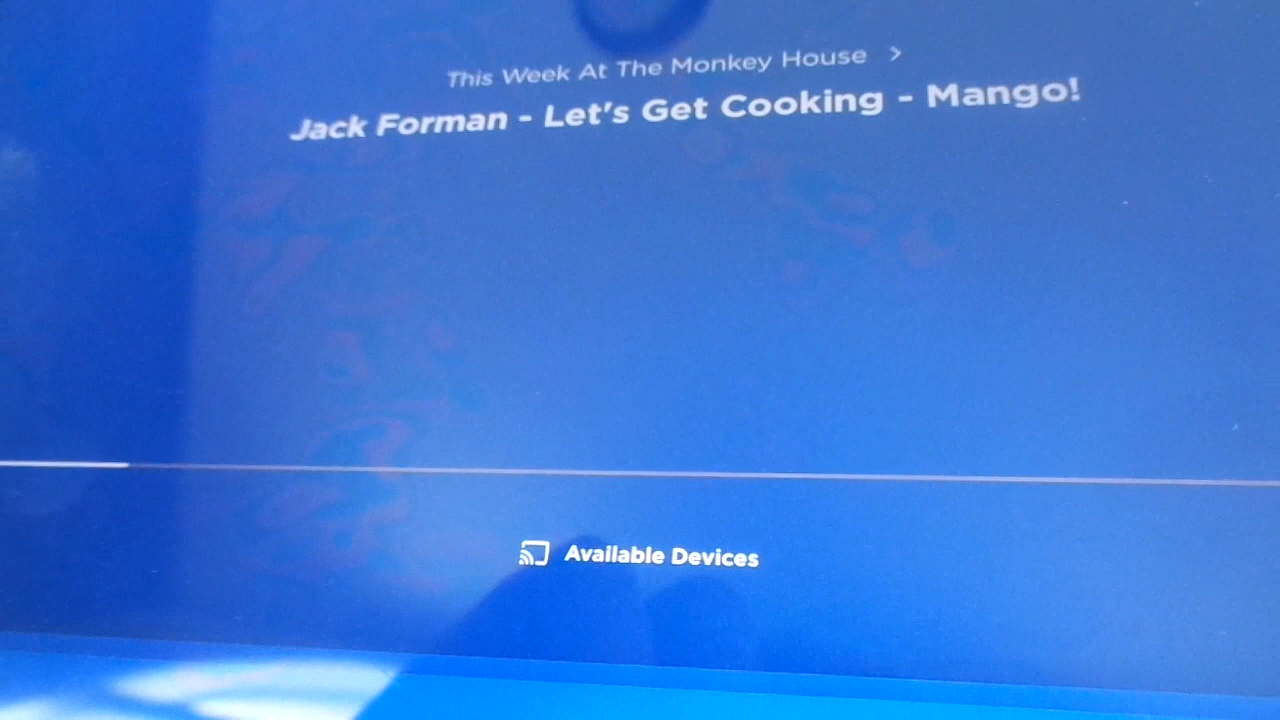 This Week At The Monkey House >
Jack Forman - Let's Get Cooking - Mango!
Available Devices